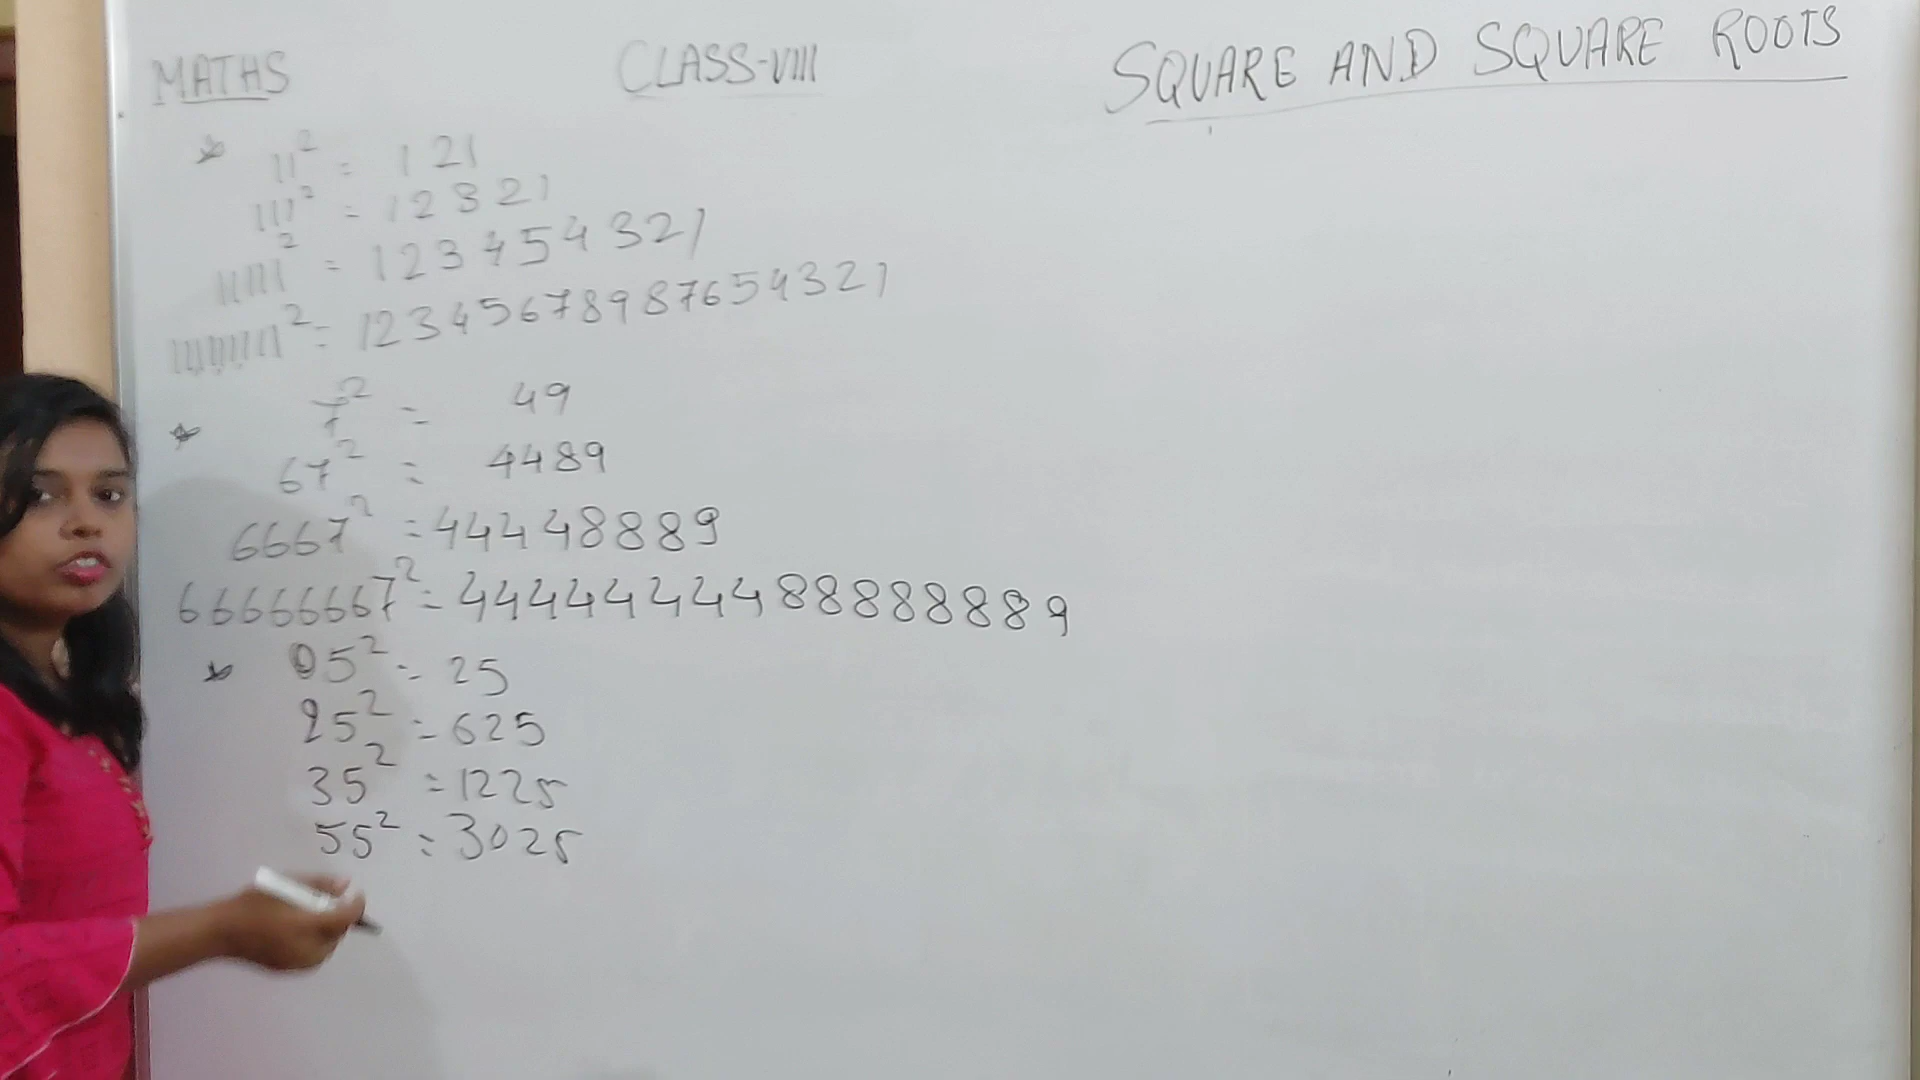 MATHS CLASS-VIII SQUARE AND SQUARE ROOTS
* 11² = 121
111² = 12321
11111² = 123454321
111111111² = 12345678987654321
* 7² = 49
67² = 4489
6667² = 44448889
66666667² = 4444444488888889
* 05² = 25
25² = 625
35² = 1225
55² = 3025